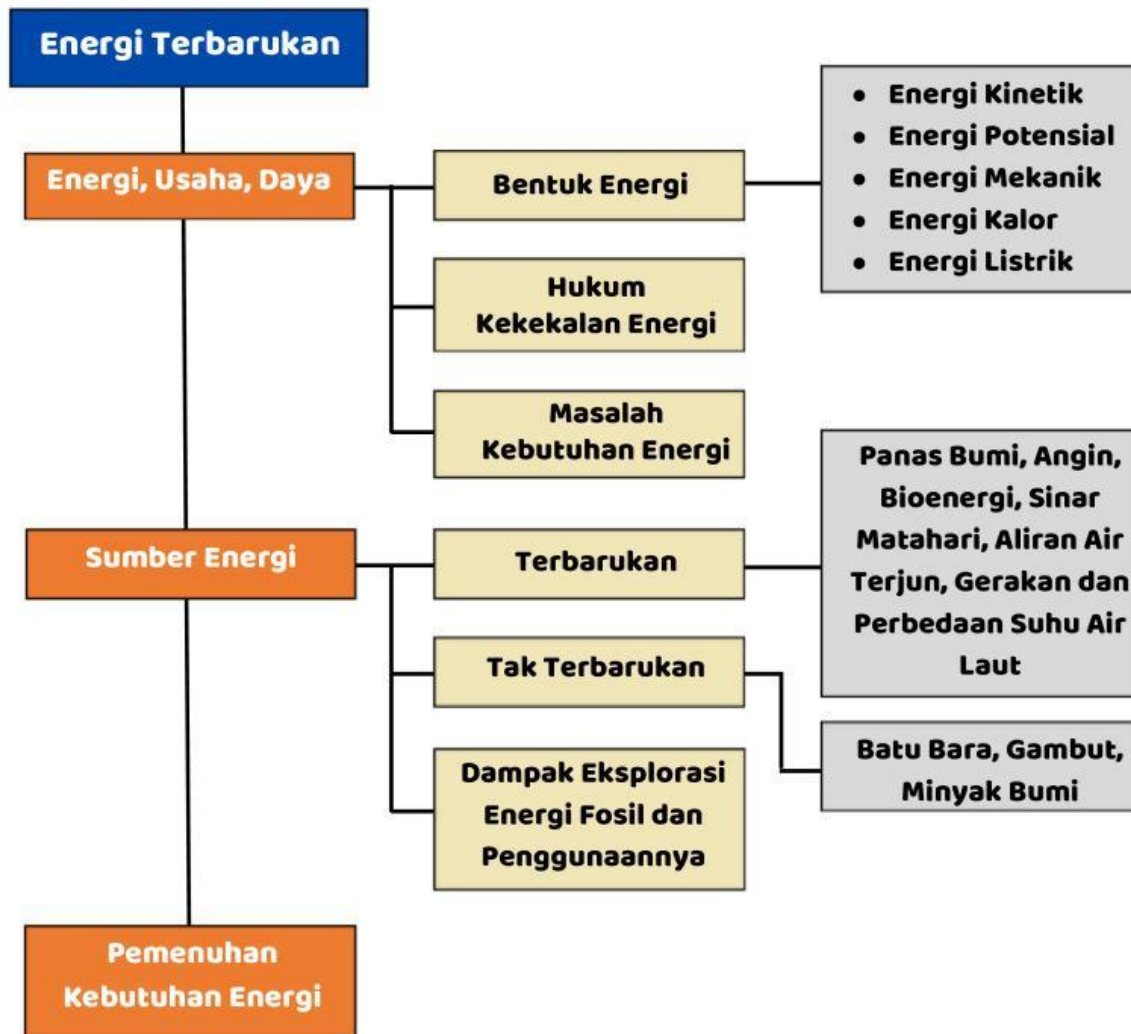 Energi Terbarukan
Energi, Usaha, Daya
Bentuk Energi
• Energi Kinetik
• Energi Potensial
• Energi Mekanik
• Energi Kalor
• Energi Listrik
Hukum
Kekekalan Energi
Masalah
Kebutuhan Energi
Sumber Energi
Terbarukan
Panas Bumi, Angin,
Bioenergi, Sinar
Matahari, Aliran Air
Terjun, Gerakan dan
Perbedaan Suhu Air
Laut
Tak Terbarukan
Batu Bara, Gambut,
Minyak Bumi
Dampak Eksplorasi
Energi Fosil dan
Penggunaannya
Pemenuhan
Kebutuhan Energi